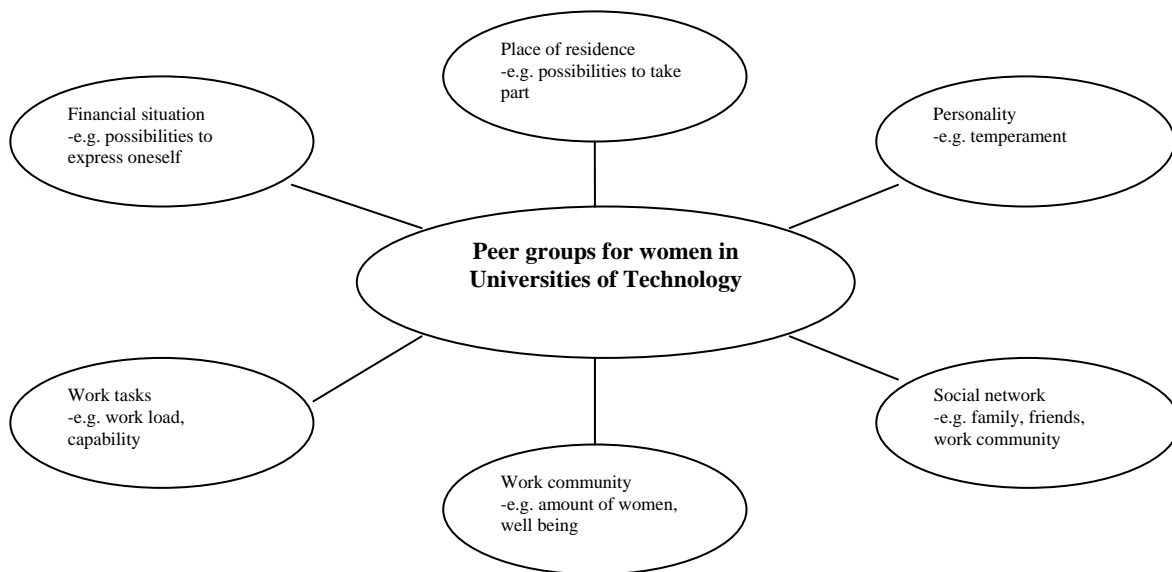 Place of residence
-e.g. possibilities to take
part
Financial situation
-e.g. possibilities to
express oneself
Personality
-e.g. temperament
Peer groups for women in
Universities of Technology
Work tasks
-e.g. work load,
capability
Social network
-e.g. family, friends,
work community
Work community
-e.g. amount of women,
well being